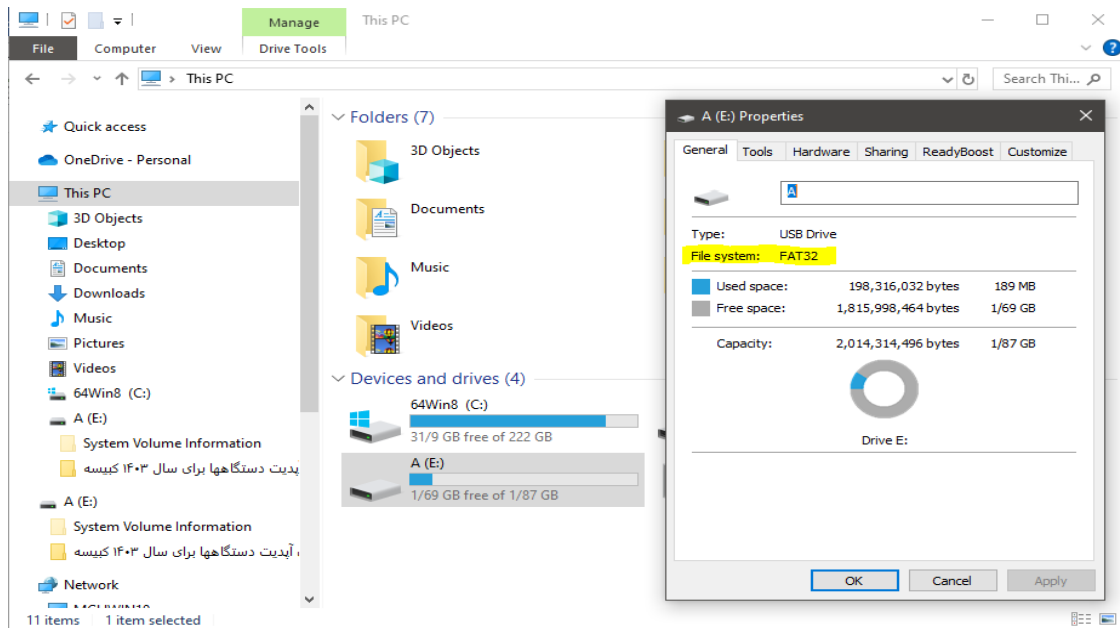 Manage
This PC
File
Computer
View
Drive Tools
This PC
Search Thi...
Quick access
OneDrive - Personal
This PC
3D Objects
Desktop
Documents
Downloads
Music
Pictures
Videos
64Win8 (C:)
A (E:)
System Volume Information
آپدیت دستگاهها برای سال ۱۴۰۳ کبیسه
A (E:)
System Volume Information
آپدیت دستگاهها برای سال ۱۴۰۳ کبیسه
Network
11 items
1 item selected
Folders (7)
3D Objects
Documents
Music
Videos
Devices and drives (4)
64Win8 (C:)
31/9 GB free of 222 GB
A (E:)
1/69 GB free of 1/87 GB
A (E:) Properties
General Tools Hardware Sharing ReadyBoost Customize
A
Type: USB Drive
File system: FAT32
Used space: 198,316,032 bytes 189 MB
Free space: 1,815,998,464 bytes 1/69 GB
Capacity: 2,014,314,496 bytes 1/87 GB
Drive E:
OK Cancel Apply